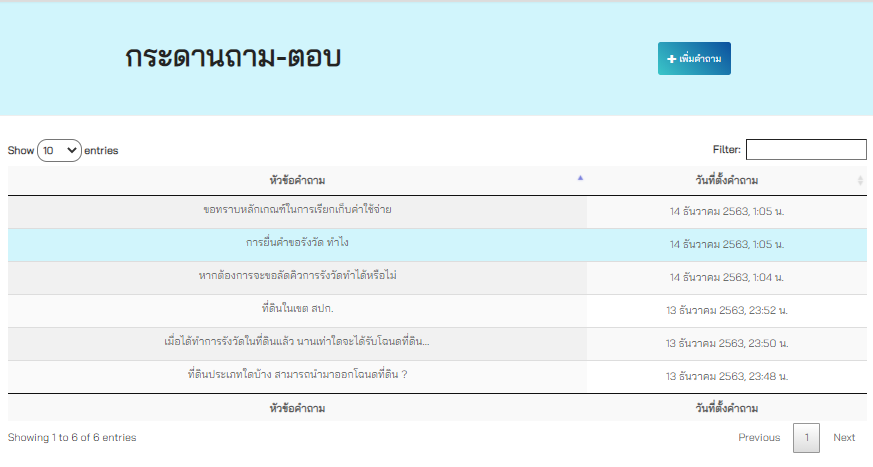 กระดานถาม-ตอบ
เพิ่มคำถาม
Show 10 entries
Filter:
หัวข้อคำถาม วันที่ตั้งคำถาม
ขอทราบหลักเกณฑ์ในการเรียกเก็บค่าใช้จ่าย 14 ธันวาคม 2563, 1:05 น.
การยื่นคำขอรังวัด ทำไง 14 ธันวาคม 2563, 1:05 น.
หากต้องการจะขอลัดคิวการรังวัดทำได้หรือไม่ 14 ธันวาคม 2563, 1:04 น.
ที่ดินในเขต สปก. 13 ธันวาคม 2563, 23:52 น.
เมื่อได้ทำการรังวัดในที่ดินแล้ว นานเท่าใดจะได้รับโฉนดที่ดิน... 13 ธันวาคม 2563, 23:50 น.
ที่ดินประเภทใดบ้าง สามารถนำมาออกโฉนดที่ดิน ? 13 ธันวาคม 2563, 23:48 น.
หัวข้อคำถาม วันที่ตั้งคำถาม
Showing 1 to 6 of 6 entries
Previous 1 Next